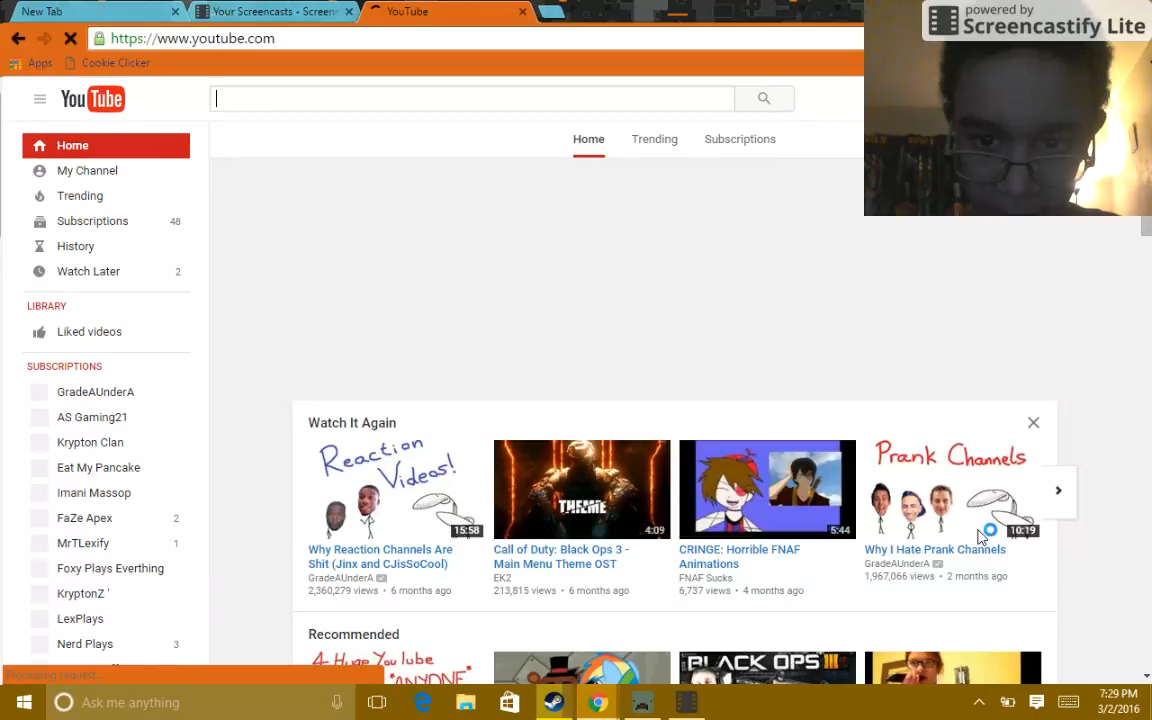 New Tab
Your Screencasts - Screen
YouTube
powered by
Screencastify Lite
https://www.youtube.com
Apps
Cookie Clicker
YouTube
Home
Trending
Subscriptions
Home
My Channel
Trending
Subscriptions 48
History
Watch Later 2
LIBRARY
Liked videos
SUBSCRIPTIONS
GradeAUnderA
AS Gaming21
Krypton Clan
Eat My Pancake
Imani Massop
FaZe Apex 2
MrTLexify 1
Foxy Plays Everthing
KryptonZ '
LexPlays
Nerd Plays 3
Watch It Again
Reaction Videos!
15:58
THEME
4:09
5:44
Prank Channels
10:19
Why Reaction Channels Are
Shit (Jinx and CJisSoCool)
GradeAUnderA
2,360,279 views • 6 months ago
Call of Duty: Black Ops 3 -
Main Menu Theme OST
EK2
213,815 views • 6 months ago
CRINGE: Horrible FNAF
Animations
FNAF Sucks
6,737 views • 4 months ago
Why I Hate Prank Channels
GradeAUnderA
1,967,066 views • 2 months ago
Recommended
4 Huge YouTube
*ANYONE*
BLACK OPS III
Processing request...
Ask me anything
7:29 PM
3/2/2016